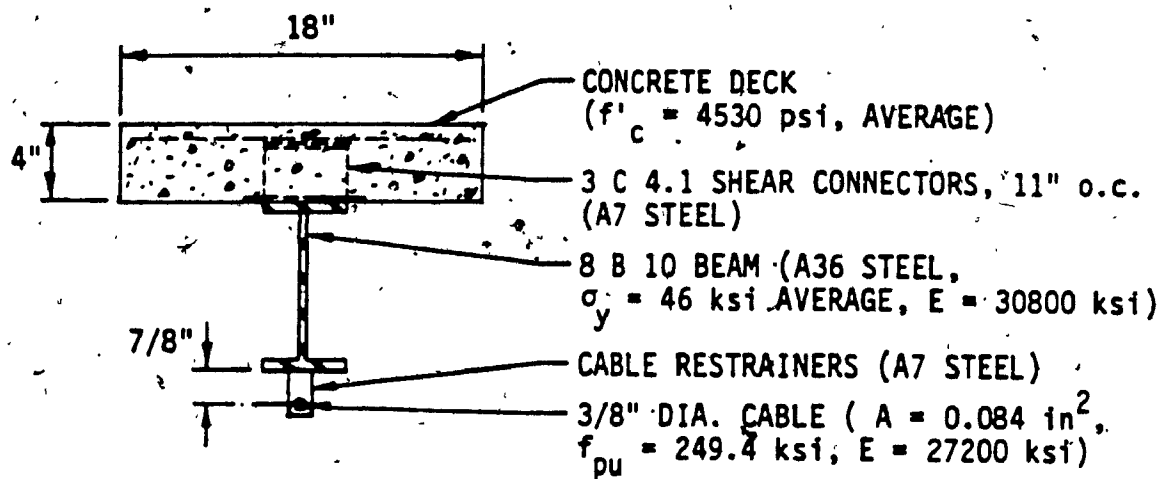 18"
4"
CONCRETE DECK
(f'c = 4530 psi, AVERAGE)
3 C 4.1 SHEAR CONNECTORS, 11" o.c.
(A7 STEEL)
8 B 10 BEAM (A36 STEEL,
σy = 46 ksi AVERAGE, E = 30800 ksi)
7/8"
CABLE RESTRAINERS (A7 STEEL)
3/8" DIA. CABLE ( A = 0.084 in²,
fpu = 249.4 ksi, E = 27200 ksi)